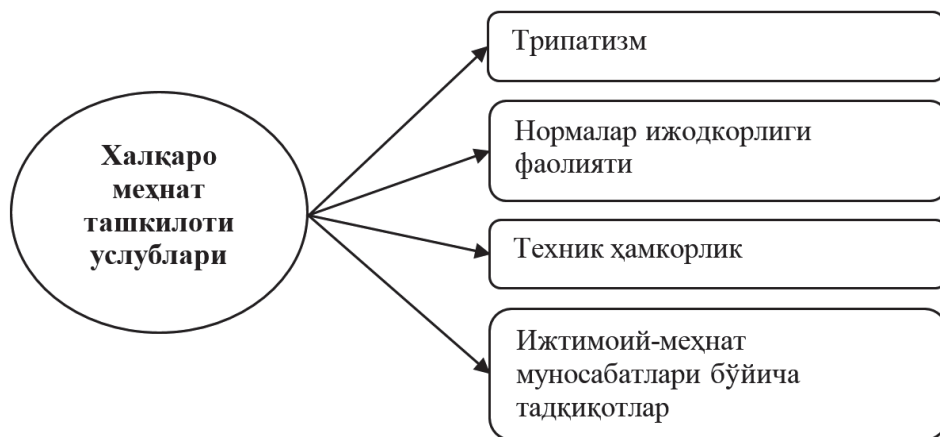 Халқаро
меҳнат
ташкилоти
услублари
Трипатизм
Нормалар ижодкорлиги
фаолияти
Техник ҳамкорлик
Ижтимоий-меҳнат
муносабатлари бўйича
тадқиқотлар